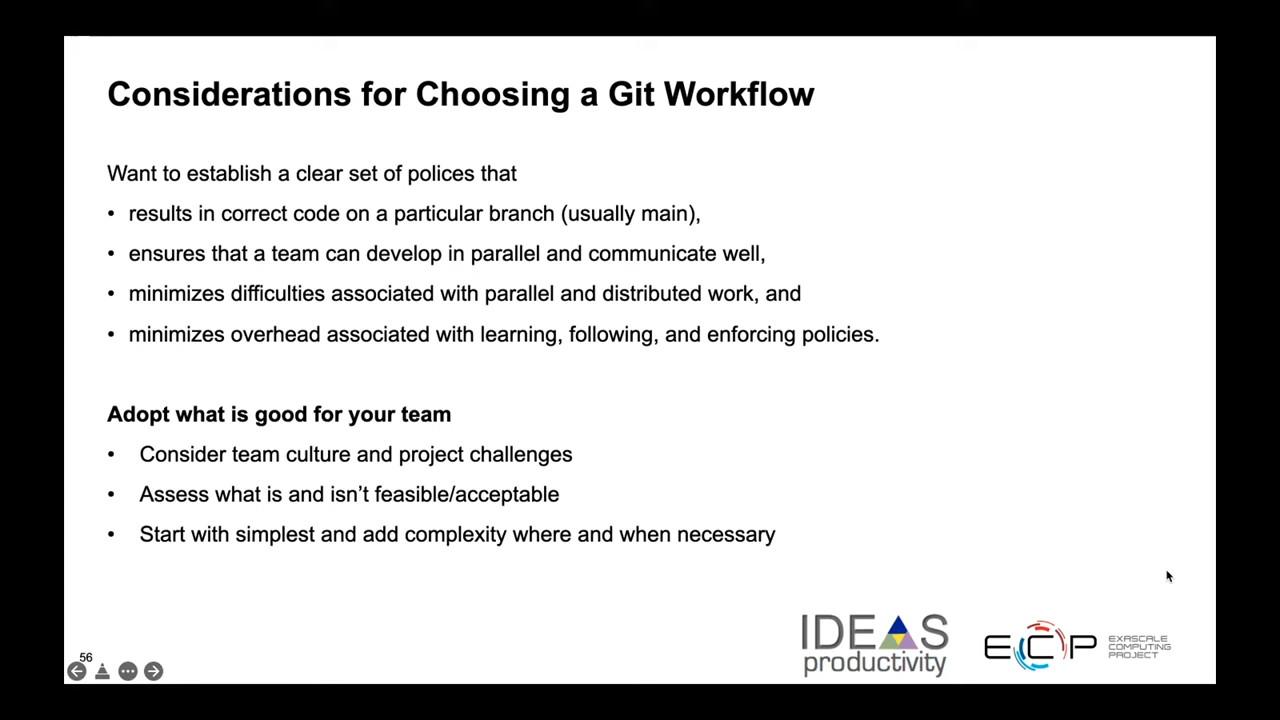 Considerations for Choosing a Git Workflow
Want to establish a clear set of polices that
• results in correct code on a particular branch (usually main),
• ensures that a team can develop in parallel and communicate well,
• minimizes difficulties associated with parallel and distributed work, and
• minimizes overhead associated with learning, following, and enforcing policies.
Adopt what is good for your team
• Consider team culture and project challenges
• Assess what is and isn't feasible/acceptable
• Start with simplest and add complexity where and when necessary
56
IDEAS
productivity
ECP
EXASCALE
COMPUTING
PROJECT